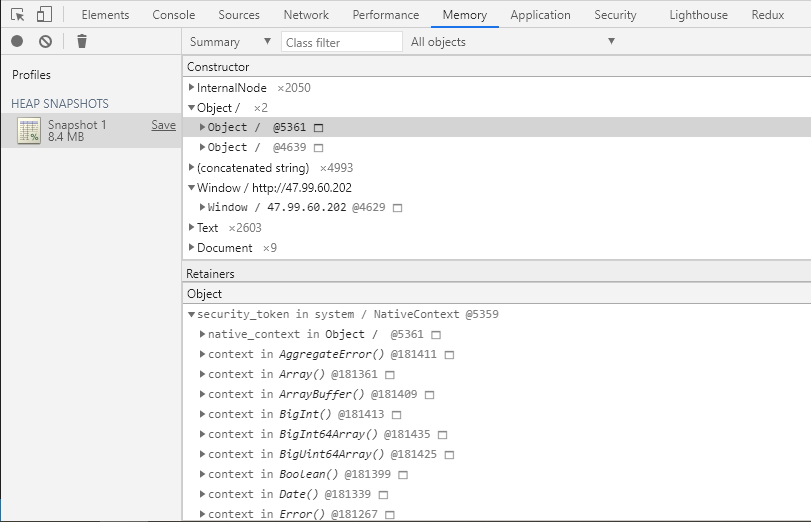 Elements Console Sources Network Performance Memory Application Security Lighthouse Redux
Summary ▼ Class filter All objects ▼
Profiles
HEAP SNAPSHOTS
Snapshot 1 Save
8.4 MB
Constructor
▶InternalNode ×2050
▼Object / ×2
▶Object / @5361
▶Object / @4639
▶(concatenated string) ×4993
▼Window / http://47.99.60.202
▶Window / 47.99.60.202 @4629
▶Text ×2603
▶Document ×9
Retainers
Object
▼security_token in system / NativeContext @5359
▶native_context in Object / @5361
▶context in AggregateError() @181411
▶context in Array() @181361
▶context in ArrayBuffer() @181409
▶context in BigInt() @181413
▶context in BigInt64Array() @181435
▶context in BigUint64Array() @181425
▶context in Boolean() @181399
▶context in Date() @181339
▶context in Error() @181267